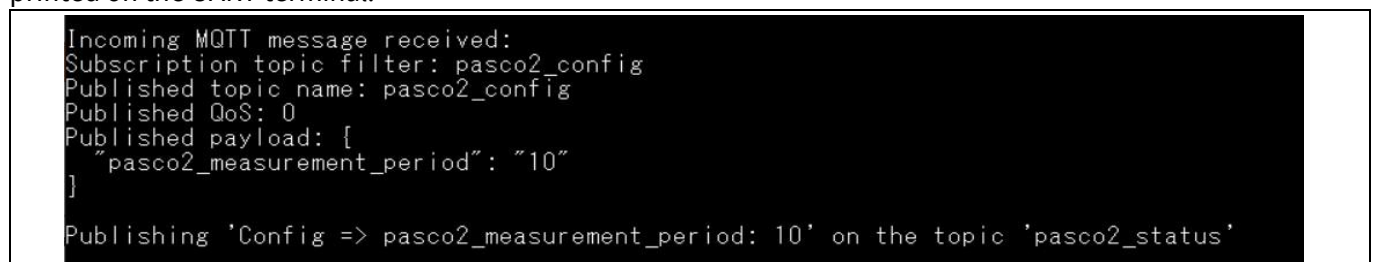 Incoming MQTT message received:
Subscription topic filter: pasco2_config
Published topic name: pasco2_config
Published QoS: 0
Published payload: {
"pasco2_measurement_period": "10"
}
Publishing 'Config => pasco2_measurement_period: 10' on the topic 'pasco2_status'